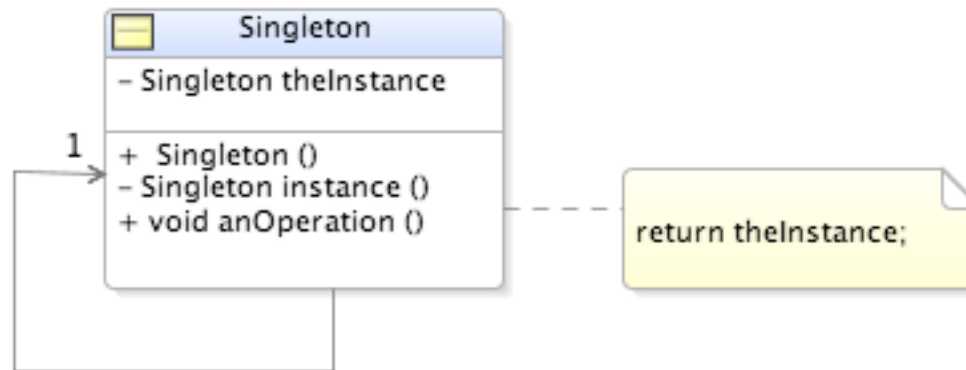 Singleton
– Singleton theInstance
1
+ Singleton ()
– Singleton instance ()
+ void anOperation ()
return theInstance;